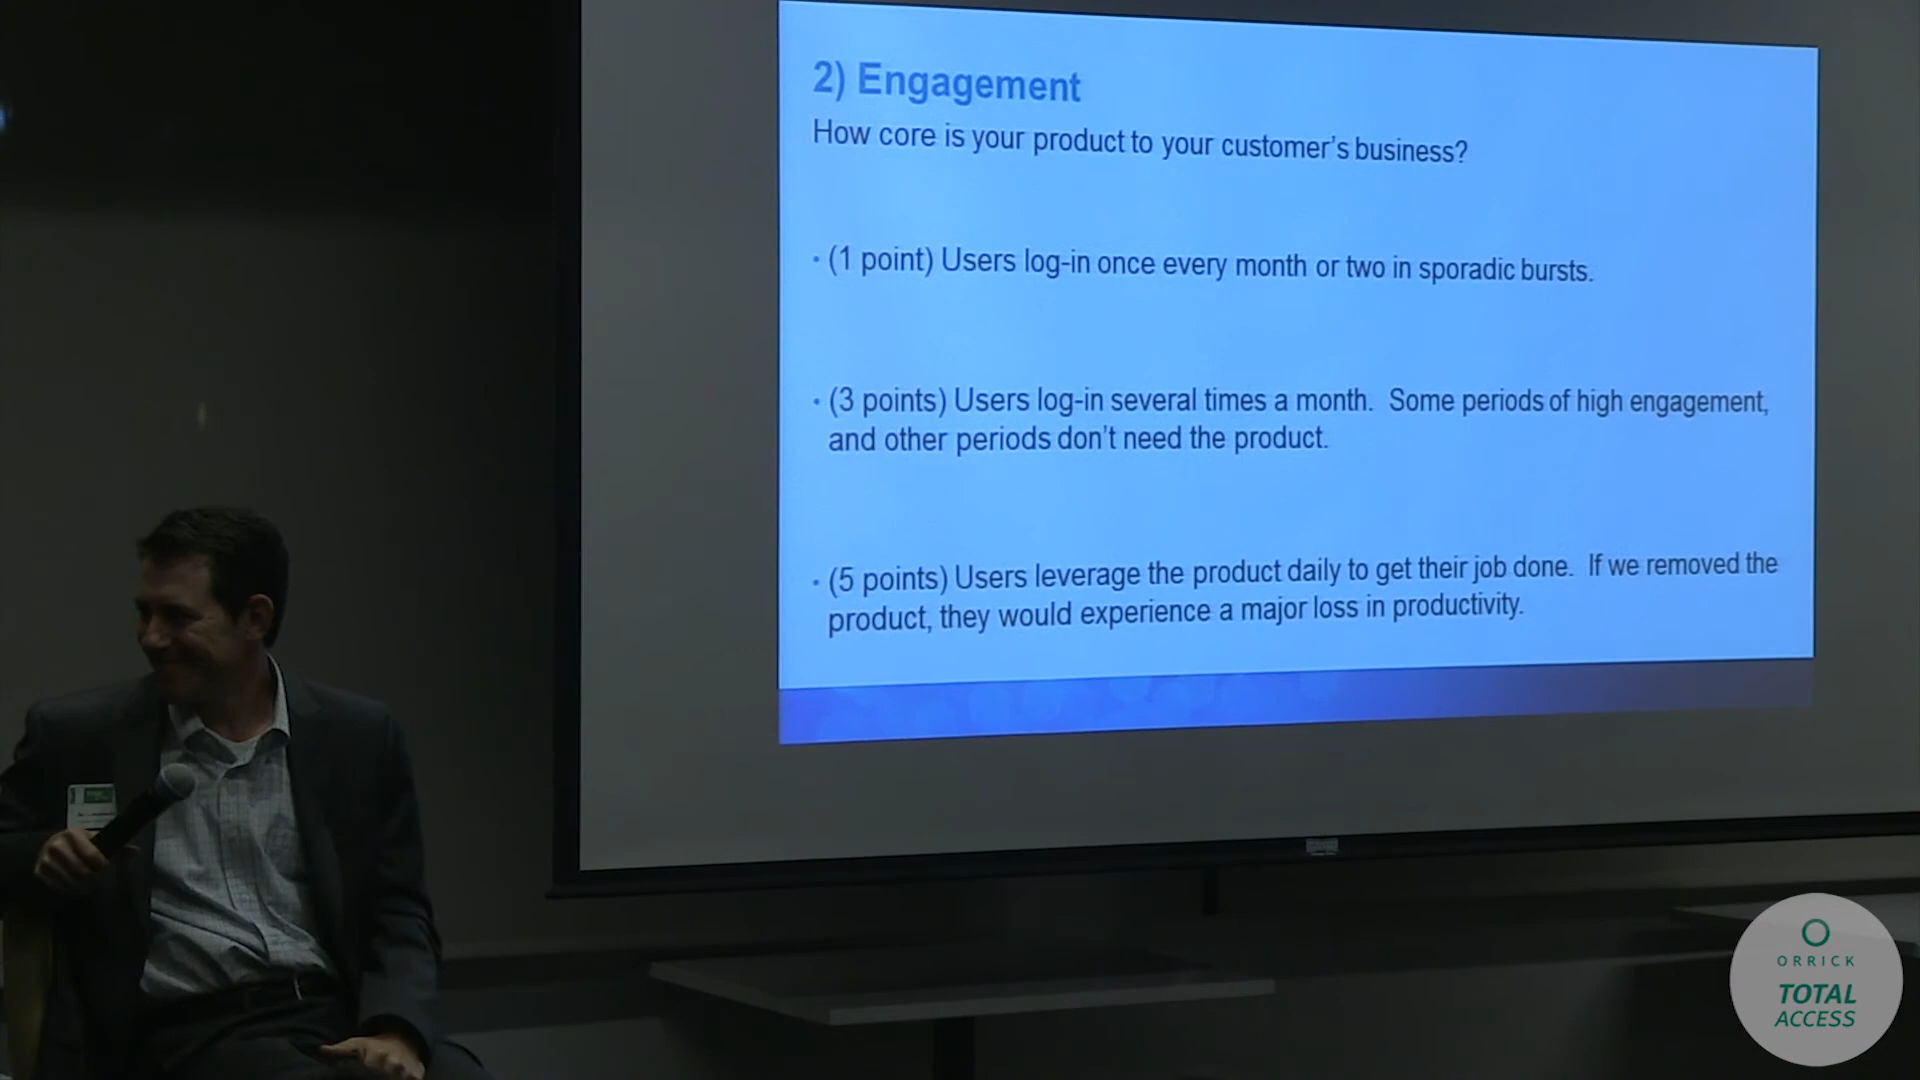 2) Engagement
How core is your product to your customer's business?
• (1 point) Users log-in once every month or two in sporadic bursts.
• (3 points) Users log-in several times a month.  Some periods of high engagement,
and other periods don't need the product.
• (5 points) Users leverage the product daily to get their job done.  If we removed the
product, they would experience a major loss in productivity.
ORRICK
TOTAL
ACCESS